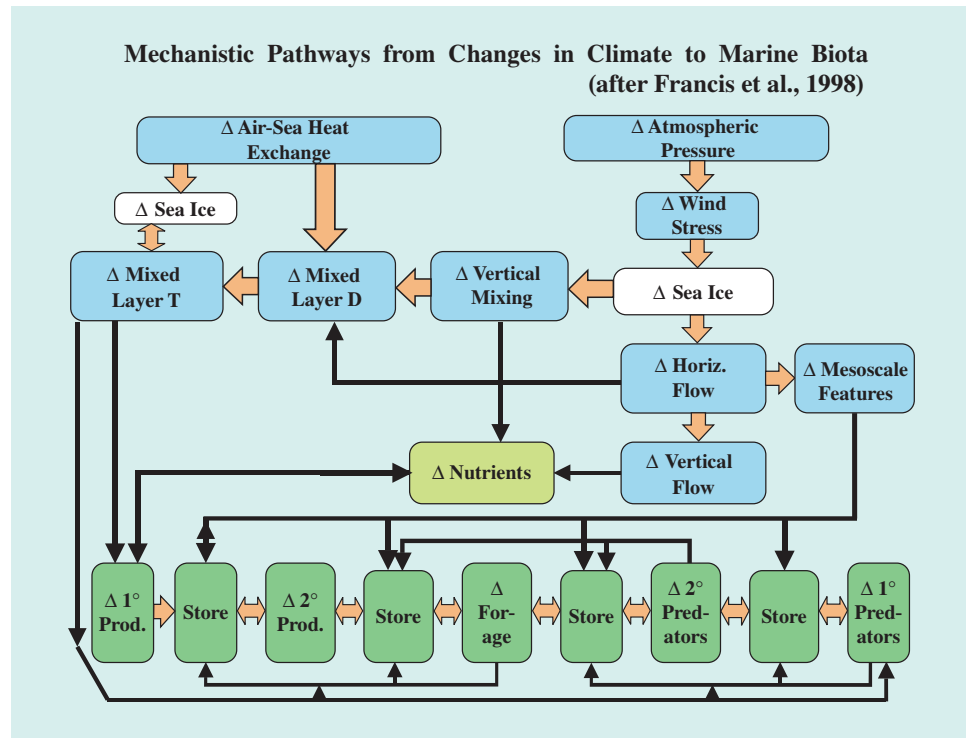 Mechanistic Pathways from Changes in Climate to Marine Biota
(after Francis et al., 1998)
Δ Air-Sea Heat
Exchange
Δ Atmospheric
Pressure
Δ Sea Ice
Δ Wind
Stress
Δ Mixed
Layer T
Δ Mixed
Layer D
Δ Vertical
Mixing
Δ Sea Ice
Δ Horiz.
Flow
Δ Mesoscale
Features
Δ Nutrients
Δ Vertical
Flow
Δ 1°
Prod.
Store
Δ 2°
Prod.
Store
Δ
For-
age
Store
Δ 2°
Pred-
ators
Store
Δ 1°
Pred-
ators